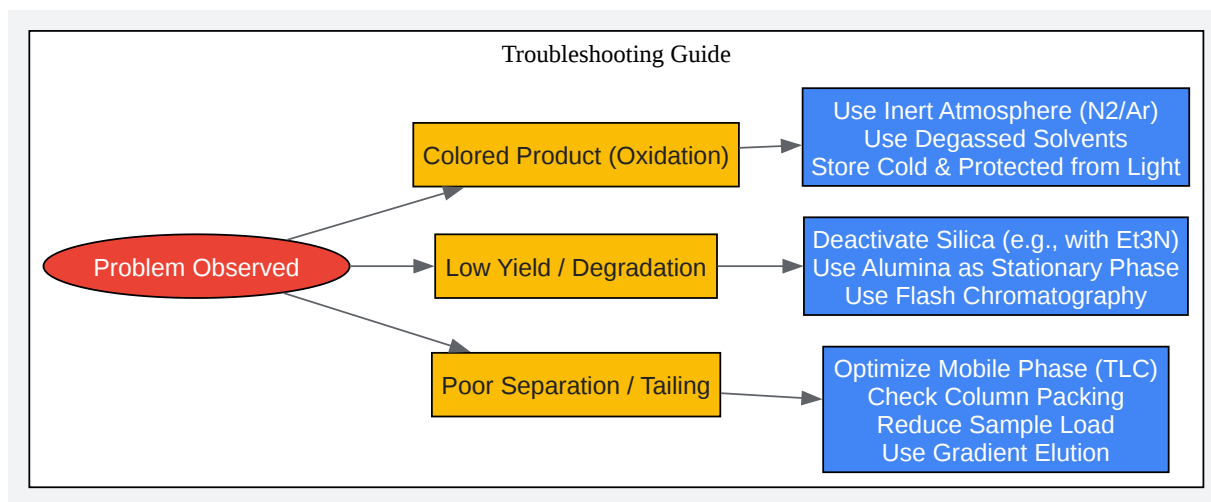 Troubleshooting Guide
Problem Observed
Colored Product (Oxidation)
Use Inert Atmosphere (N2/Ar)
Use Degassed Solvents
Store Cold & Protected from Light
Low Yield / Degradation
Deactivate Silica (e.g., with Et3N)
Use Alumina as Stationary Phase
Use Flash Chromatography
Poor Separation / Tailing
Optimize Mobile Phase (TLC)
Check Column Packing
Reduce Sample Load
Use Gradient Elution